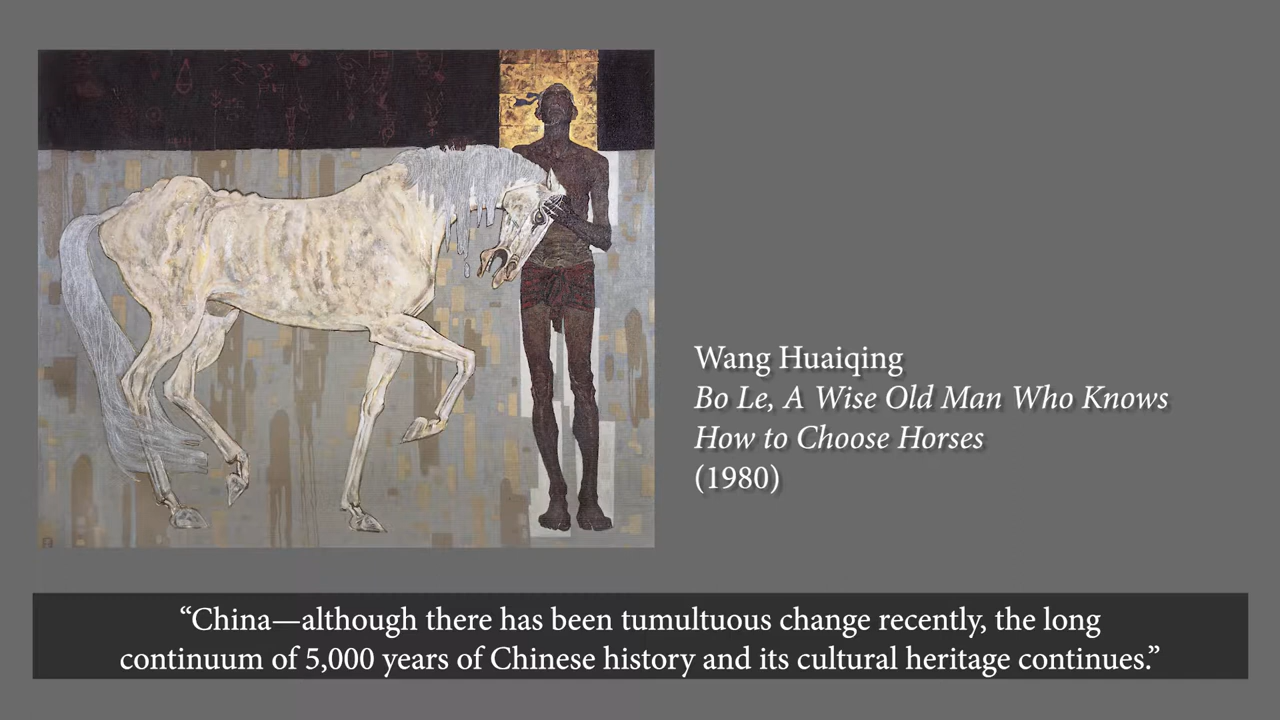 Wang Huaiqing
Bo Le, A Wise Old Man Who Knows
How to Choose Horses
(1980)
“China—although there has been tumultuous change recently, the long
continuum of 5,000 years of Chinese history and its cultural heritage continues.”